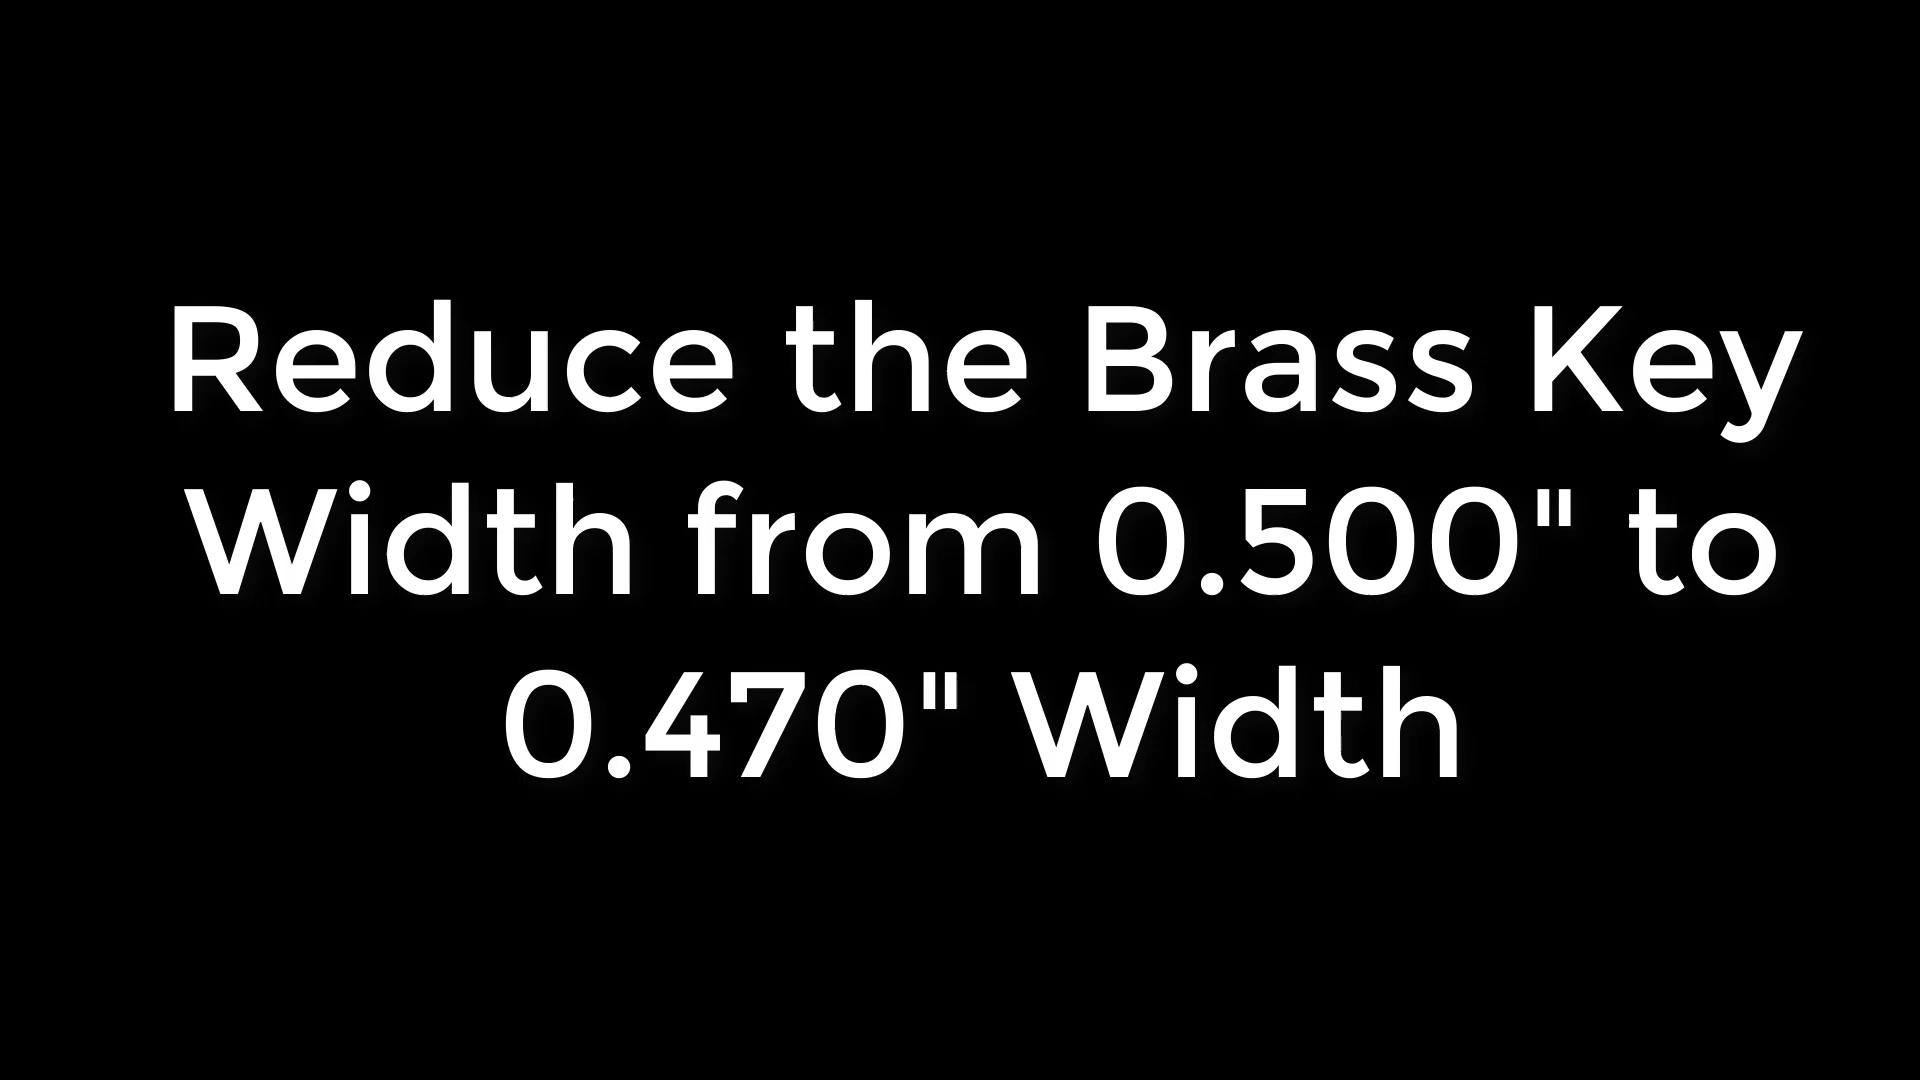 Reduce the Brass Key
Width from 0.500" to
0.470" Width